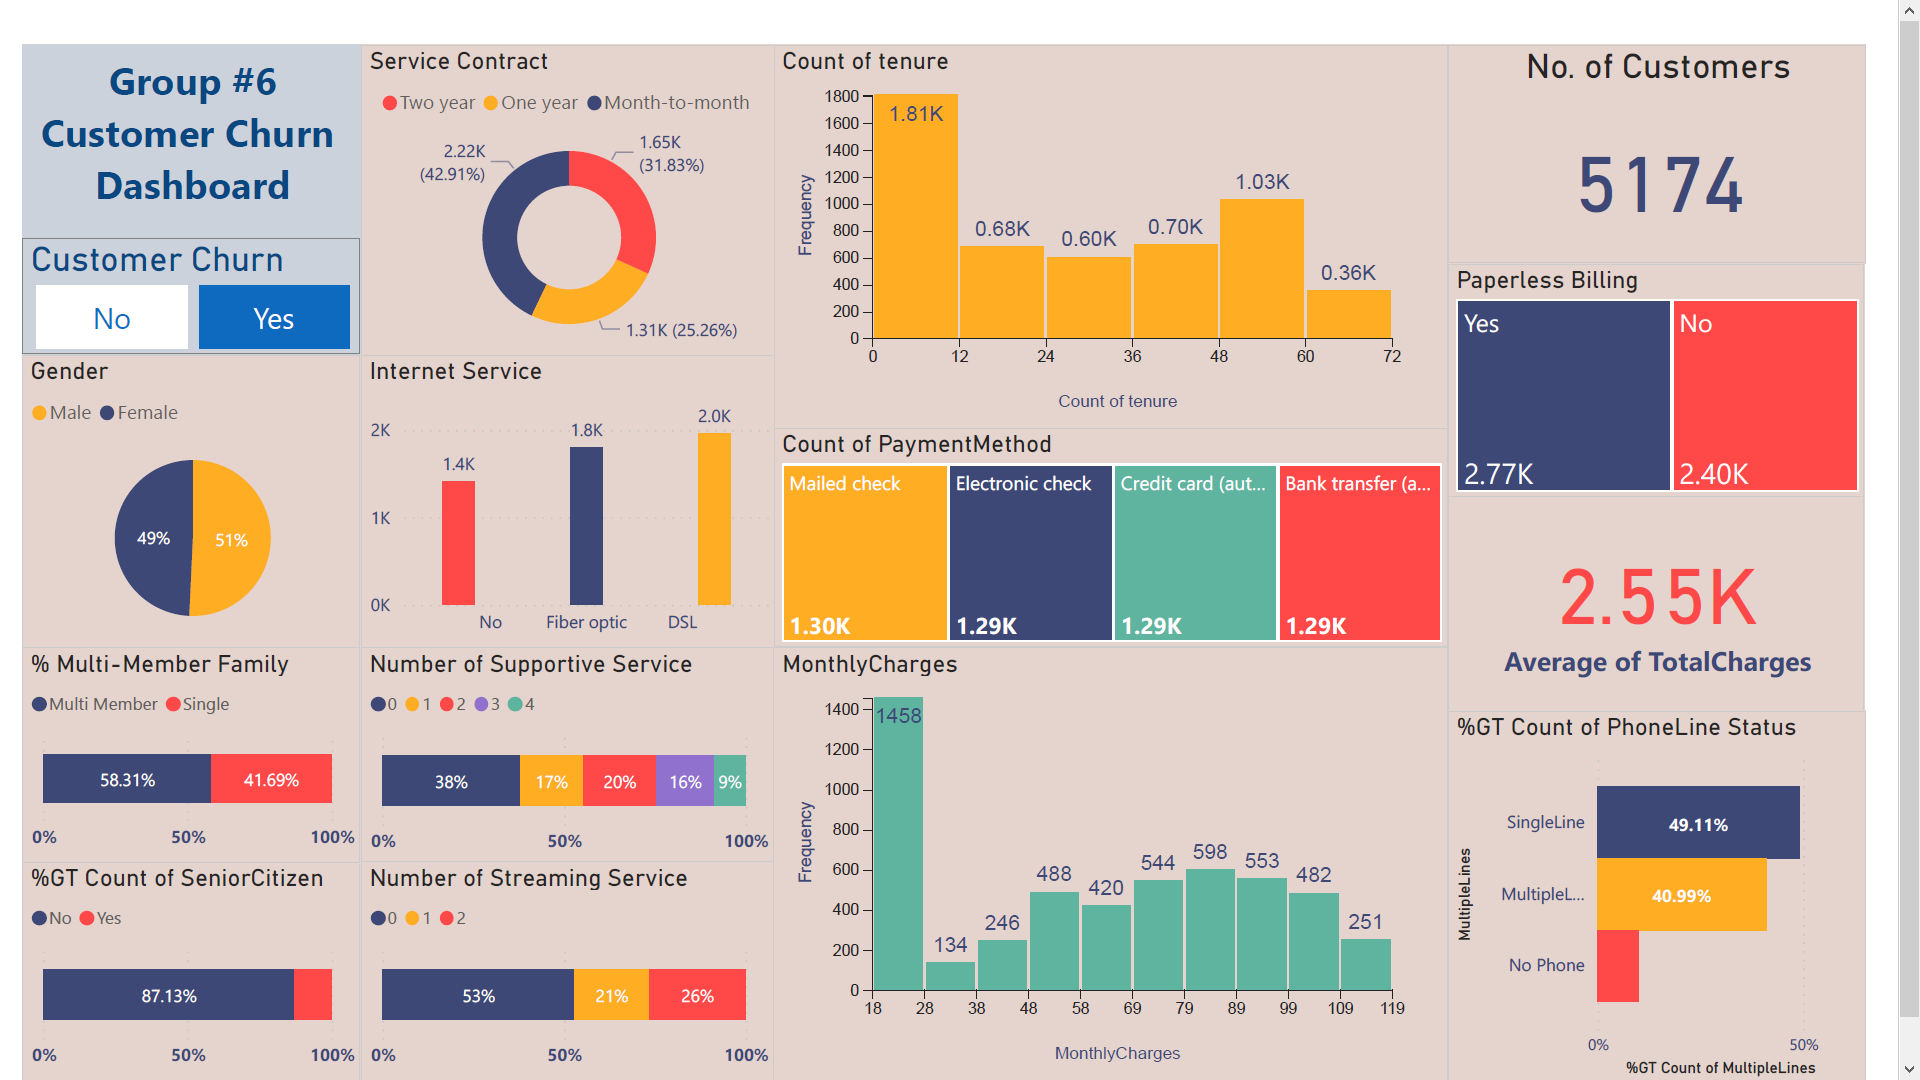 Group #6
Customer Churn
Dashboard
Customer Churn
No
Yes
Gender
Male
Female
49%
51%
% Multi-Member Family
Multi Member
Single
58.31%
41.69%
0%
50%
100%
%GT Count of SeniorCitizen
No
Yes
87.13%
0%
50%
100%
Service Contract
Two year
One year
Month-to-month
2.22K
(42.91%)
1.65K
(31.83%)
1.31K (25.26%)
Internet Service
2K
1K
0K
1.4K
1.8K
2.0K
No
Fiber optic
DSL
Number of Supportive Service
0
1
2
3
4
38%
17%
20%
16%
9%
0%
50%
100%
Number of Streaming Service
0
1
2
53%
21%
26%
0%
50%
100%
Count of tenure
Frequency
1800
1600
1400
1200
1000
800
600
400
200
0
1.81K
0.68K
0.60K
0.70K
1.03K
0.36K
0
12
24
36
48
60
72
Count of tenure
Count of PaymentMethod
Mailed check
1.30K
Electronic check
1.29K
Credit card (aut...
1.29K
Bank transfer (a...
1.29K
MonthlyCharges
Frequency
1400
1200
1000
800
600
400
200
0
1458
134
246
488
420
544
598
553
482
251
18
28
38
48
58
69
79
89
99
109
119
MonthlyCharges
No. of Customers
5174
Paperless Billing
Yes
2.77K
No
2.40K
2.55K
Average of TotalCharges
%GT Count of PhoneLine Status
MultipleLines
SingleLine
49.11%
MultipleL...
40.99%
No Phone
0%
50%
%GT Count of MultipleLines